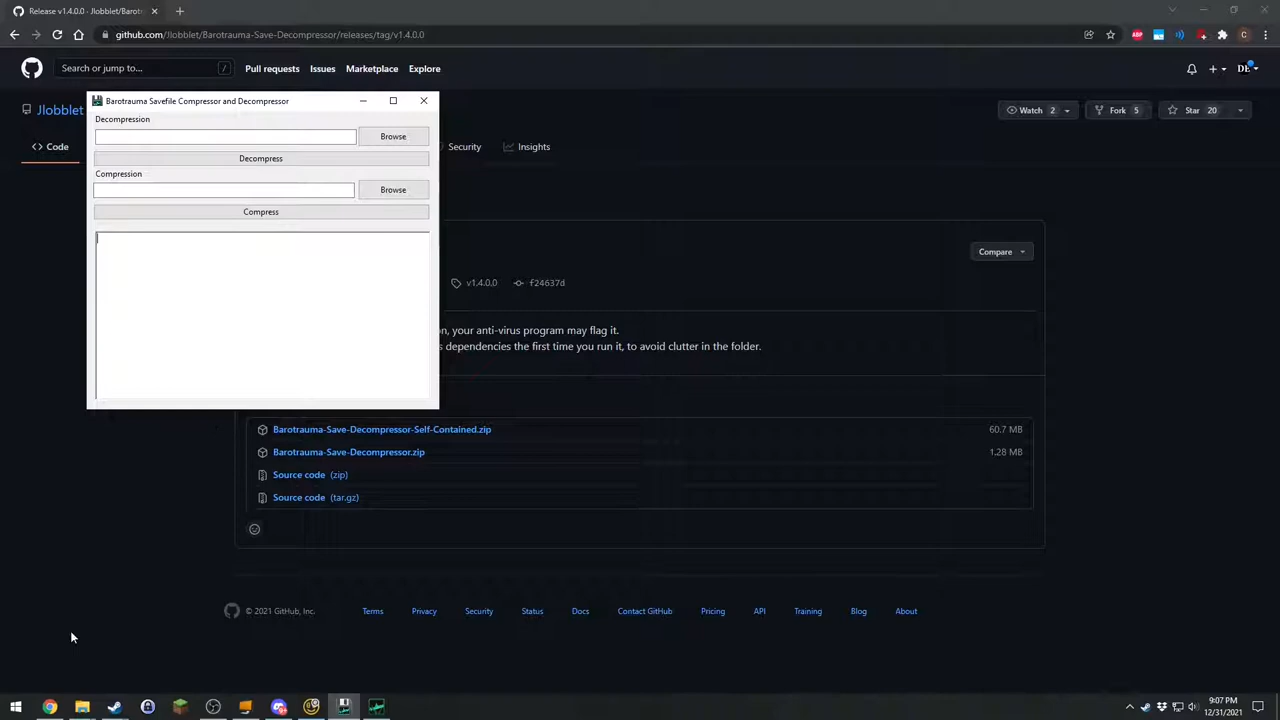 Release v1.4.0.0 - Jlobblet/Barot
github.com/Jlobblet/Barotrauma-Save-Decompressor/releases/tag/v1.4.0.0
ABP
C
Search or jump to...
/
Pull requests
Issues
Marketplace
Explore
Jlobblet
Watch 2
Fork 5
Star 20
Code
Security
Insights
Barotrauma Savefile Compressor and Decompressor
Decompression
Browse
Decompress
Compression
Browse
Compress
Compare
v1.4.0.0
f24637d
n, your anti-virus program may flag it.
s dependencies the first time you run it, to avoid clutter in the folder.
Barotrauma-Save-Decompressor-Self-Contained.zip
60.7 MB
Barotrauma-Save-Decompressor.zip
1.28 MB
Source code (zip)
Source code (tar.gz)
© 2021 GitHub, Inc.
Terms
Privacy
Security
Status
Docs
Contact GitHub
Pricing
API
Training
Blog
About
9:07 PM
12/31/2021